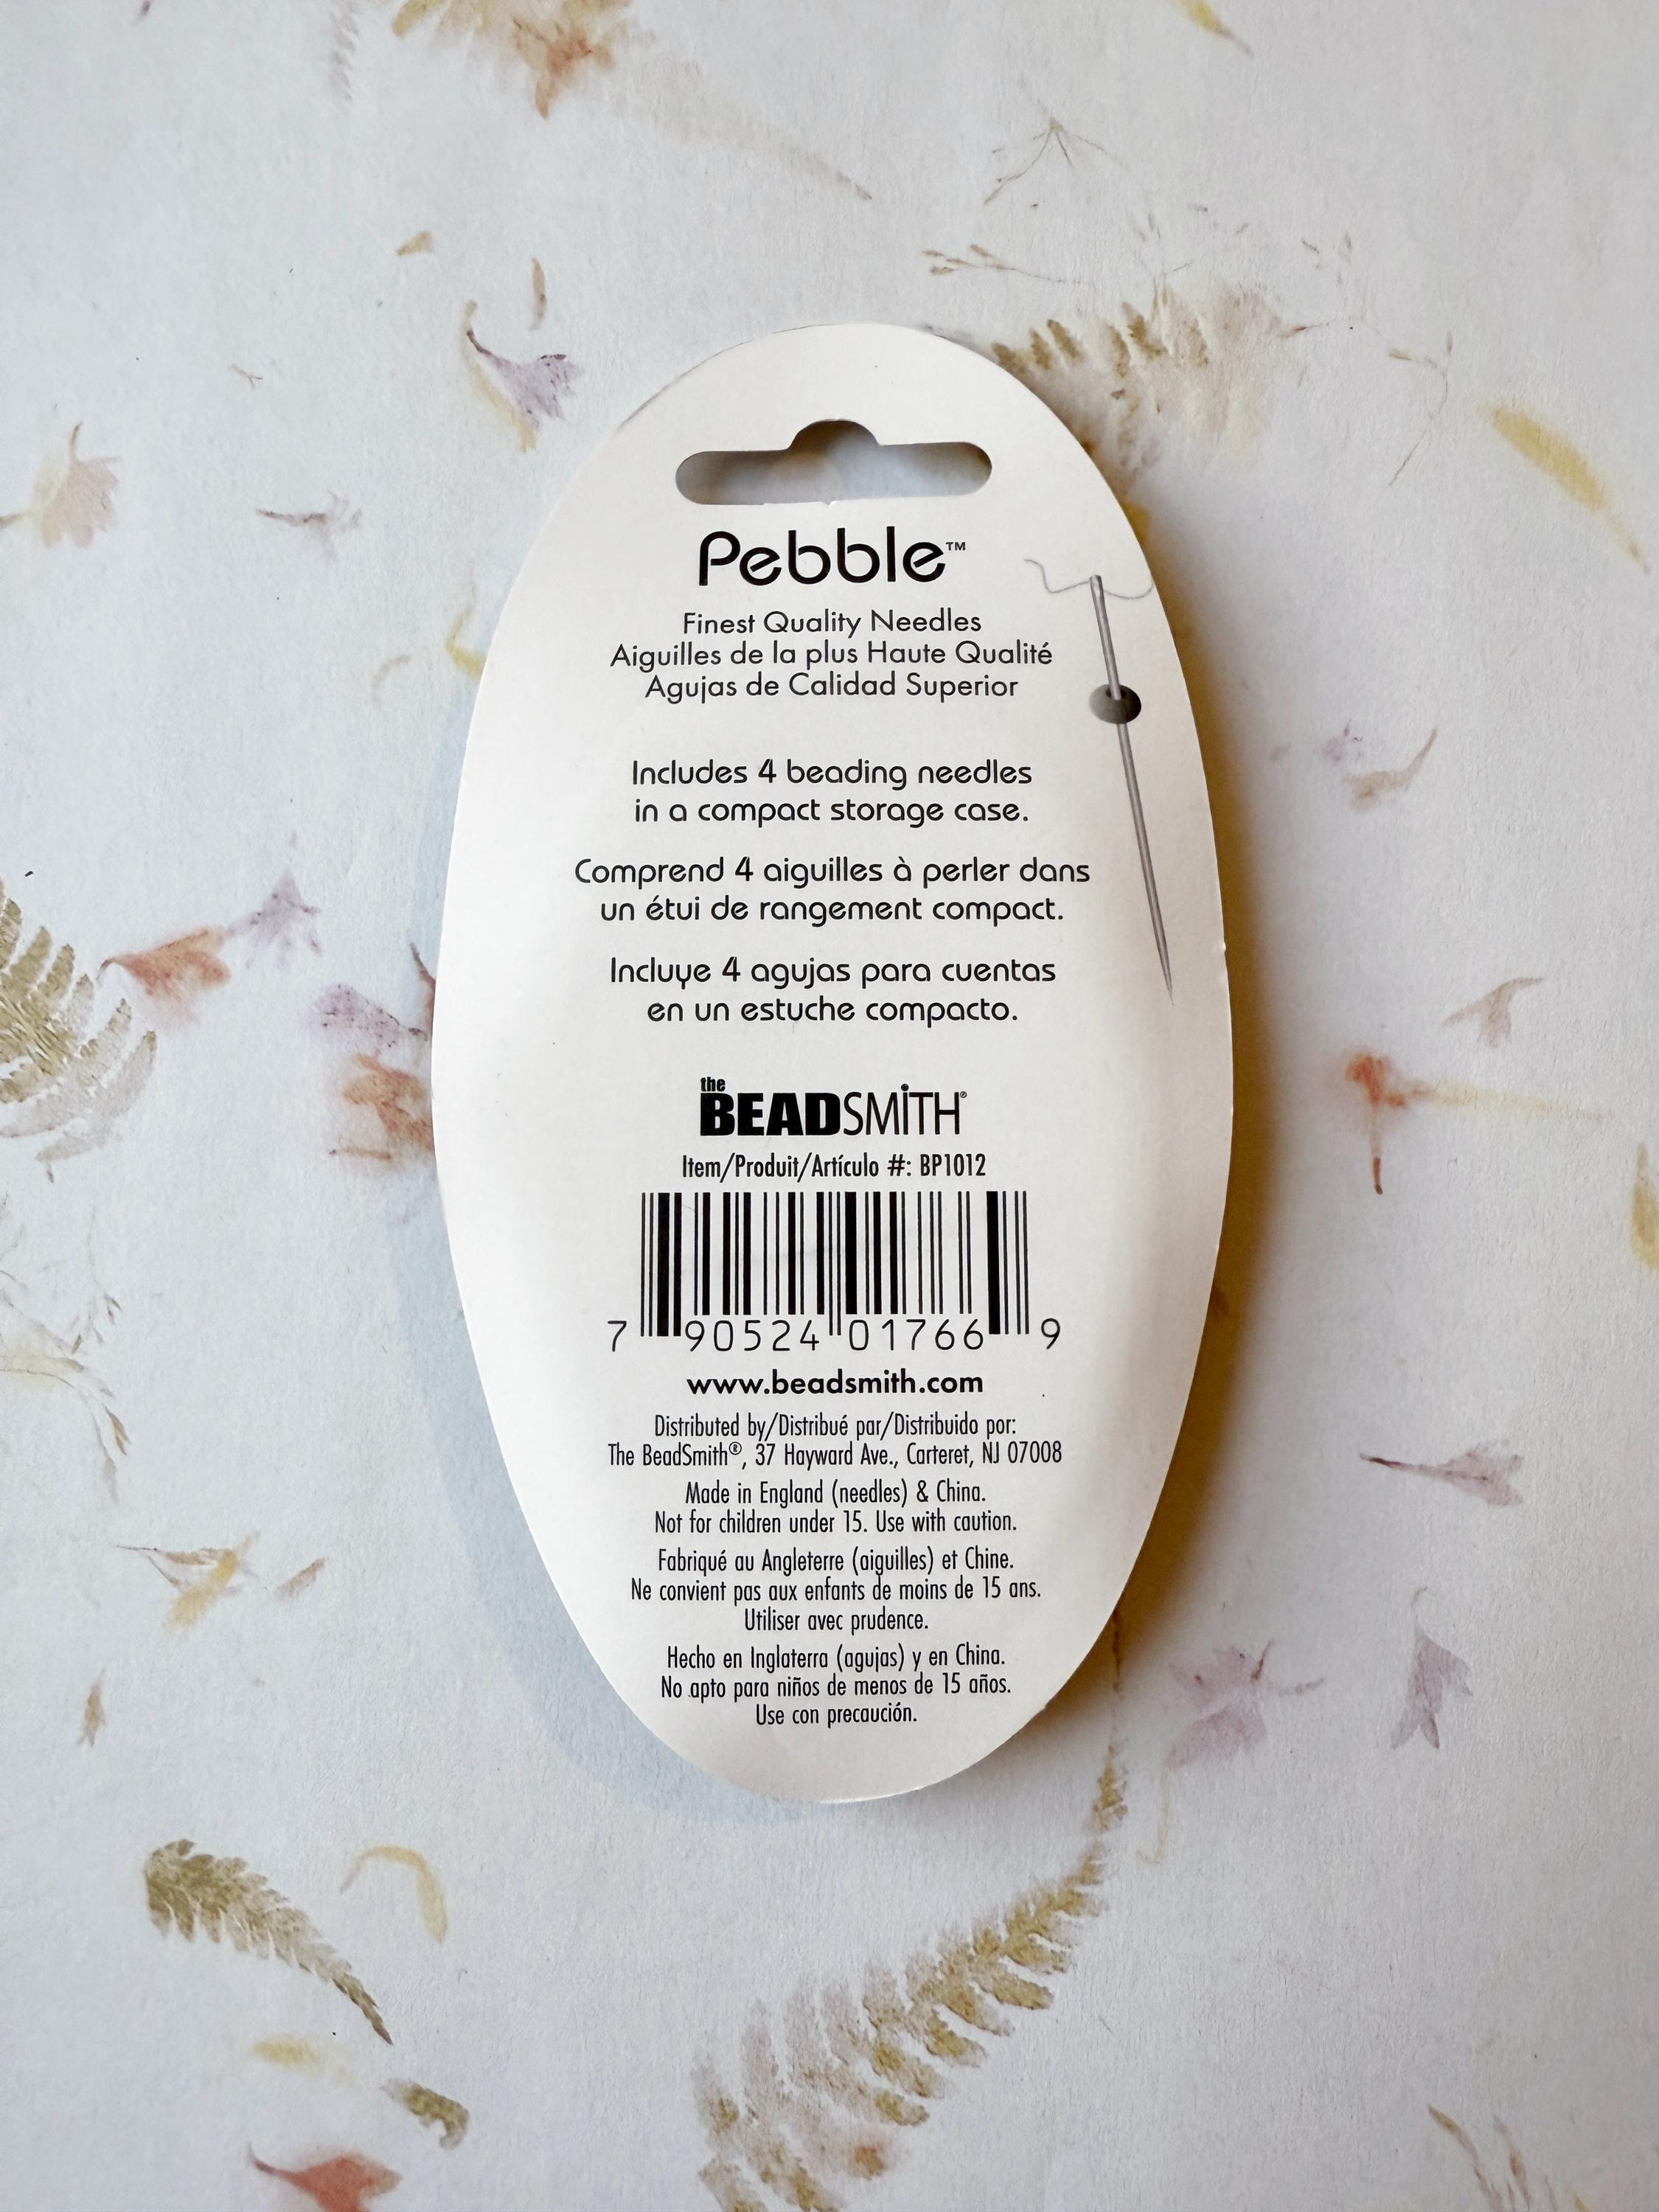 Pebble™
Finest Quality Needles
Aiguilles de la plus Haute Qualité
Agujas de Calidad Superior
Includes 4 beading needles
in a compact storage case.
Comprend 4 aiguilles à perler dans
un étui de rangement compact.
Incluye 4 agujas para cuentas
en un estuche compacto.
the
BEADSMiTH®
Item/Produit/Artículo #: BP1012
7 90524 01766 9
www.beadsmith.com
Distributed by/Distribué par/Distribuido por:
The BeadSmith®, 37 Hayward Ave., Carteret, NJ 07008
Made in England (needles) & China.
Not for children under 15. Use with caution.
Fabriqué au Angleterre (aiguilles) et Chine.
Ne convient pas aux enfants de moins de 15 ans.
Utiliser avec prudence.
Hecho en Inglaterra (agujas) y en China.
No apto para niños de menos de 15 años.
Use con precaución.